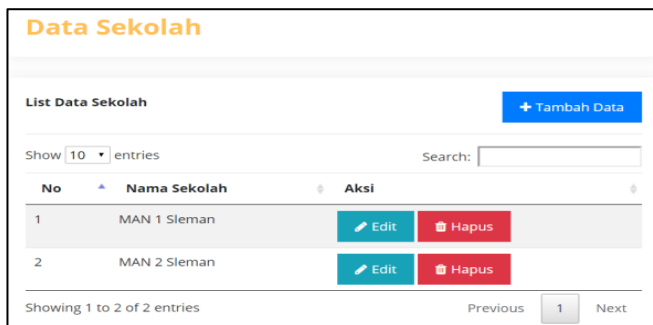 Data Sekolah
List Data Sekolah
+ Tambah Data
Show 10 entries
Search:
No Nama Sekolah Aksi
1 MAN 1 Sleman Edit Hapus
2 MAN 2 Sleman Edit Hapus
Showing 1 to 2 of 2 entries
Previous 1 Next